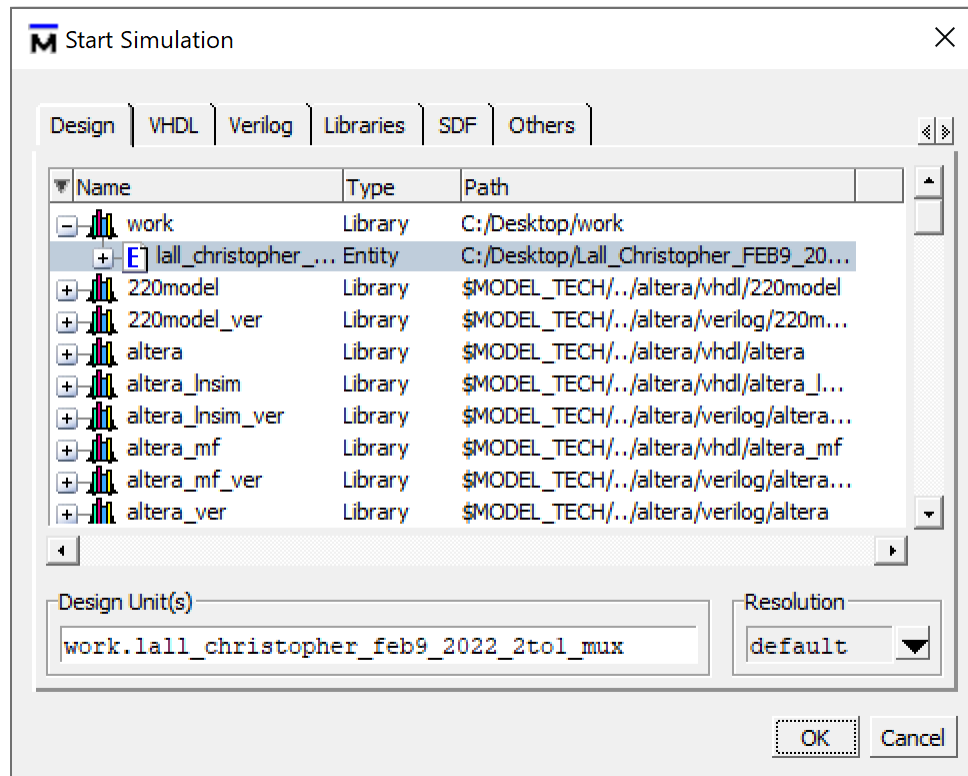 Start Simulation
Design VHDL Verilog Libraries SDF Others
Name Type Path
work Library C:/Desktop/work
lall_christopher_... Entity C:/Desktop/Lall_Christopher_FEB9_20...
220model Library $MODEL_TECH/../altera/vhdl/220model
220model_ver Library $MODEL_TECH/../altera/verilog/220m...
altera Library $MODEL_TECH/../altera/vhdl/altera
altera_lnsim Library $MODEL_TECH/../altera/vhdl/altera_l...
altera_lnsim_ver Library $MODEL_TECH/../altera/verilog/altera...
altera_mf Library $MODEL_TECH/../altera/vhdl/altera_mf
altera_mf_ver Library $MODEL_TECH/../altera/verilog/altera...
altera_ver Library $MODEL_TECH/../altera/verilog/altera
Design Unit(s) Resolution
work.lall_christopher_feb9_2022_2to1_mux default
OK Cancel